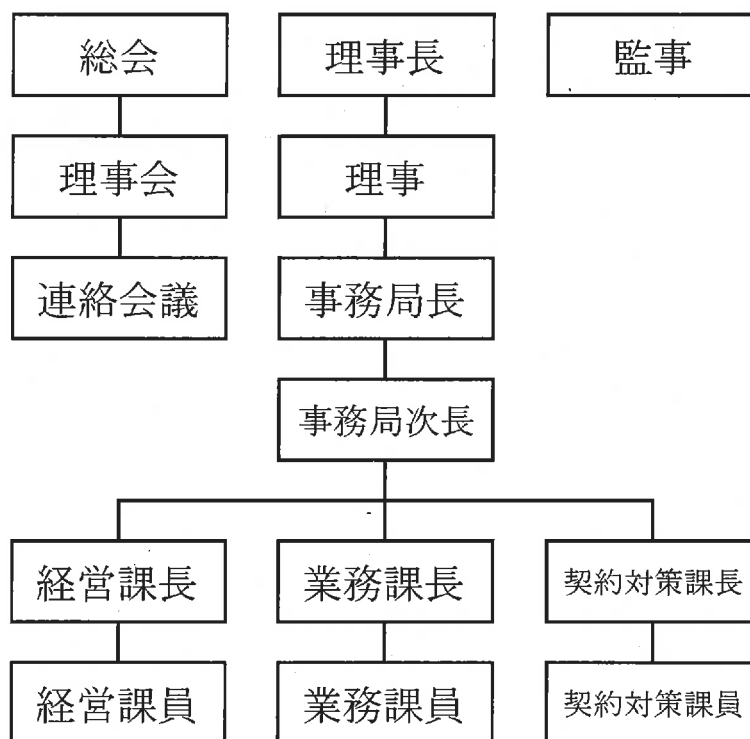 総会
理事長
監事
理事会
理事
連絡会議
事務局長
事務局次長
経営課長
業務課長
契約対策課長
経営課員
業務課員
契約対策課員